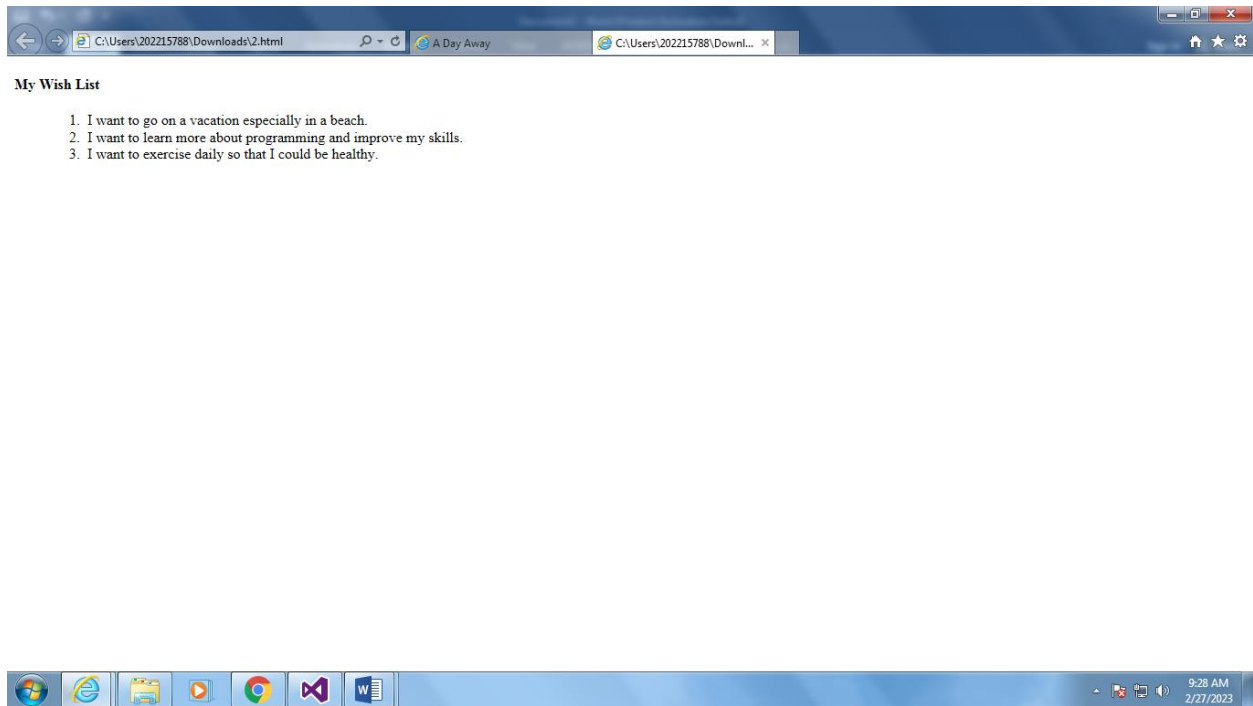 C:\Users\202215788\Downloads\2.html
A Day Away
C:\Users\202215788\Downl...
My Wish List
1. I want to go on a vacation especially in a beach.
2. I want to learn more about programming and improve my skills.
3. I want to exercise daily so that I could be healthy.
9:28 AM
2/27/2023